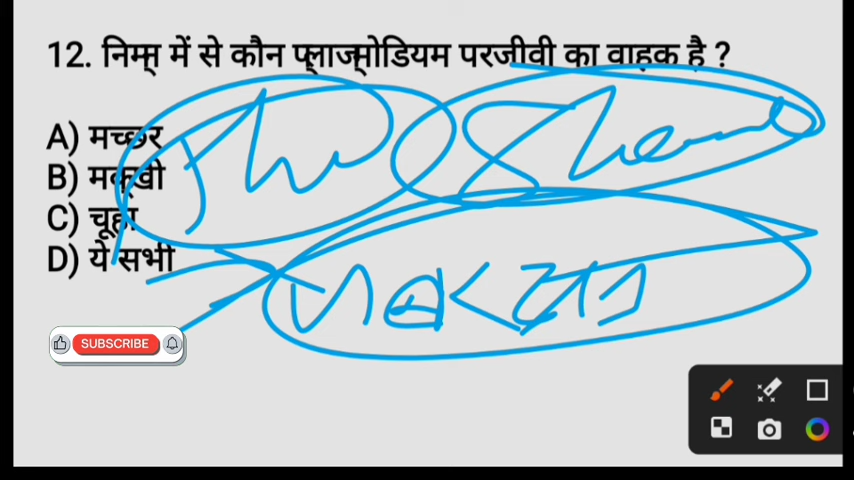 12. निम्न में से कौन प्लाज्मोडियम परजीवी का वाहक है ?
A) मच्छर
B) मक्खी
C) चूहा
D) ये सभी
SUBSCRIBE